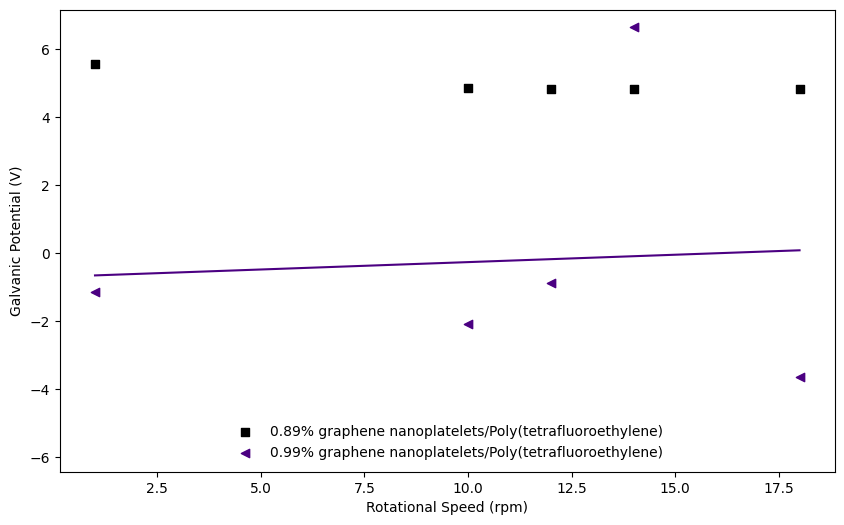 6
4
2
0
−2
−4
−6
Galvanic Potential (V)
0.89% graphene nanoplatelets/Poly(tetrafluoroethylene)
0.99% graphene nanoplatelets/Poly(tetrafluoroethylene)
2.5 5.0 7.5 10.0 12.5 15.0 17.5
Rotational Speed (rpm)